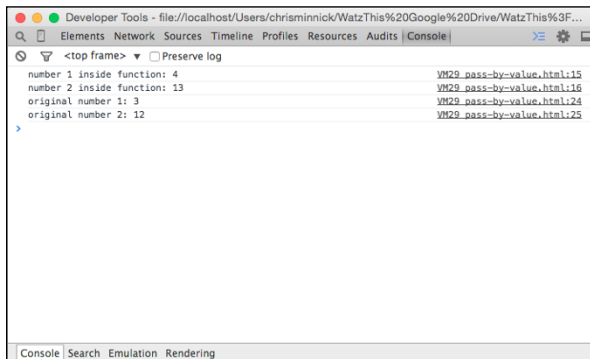 Developer Tools - file://localhost/Users/chrisminnick/WatzThis%20Google%20Drive/WatzThis%3F...
Elements Network Sources Timeline Profiles Resources Audits Console
<top frame> ▼ Preserve log
number 1 inside function: 4 VM29 pass-by-value.html:15
number 2 inside function: 13 VM29 pass-by-value.html:16
original number 1: 3 VM29 pass-by-value.html:24
original number 2: 12 VM29 pass-by-value.html:25
>
Console Search Emulation Rendering